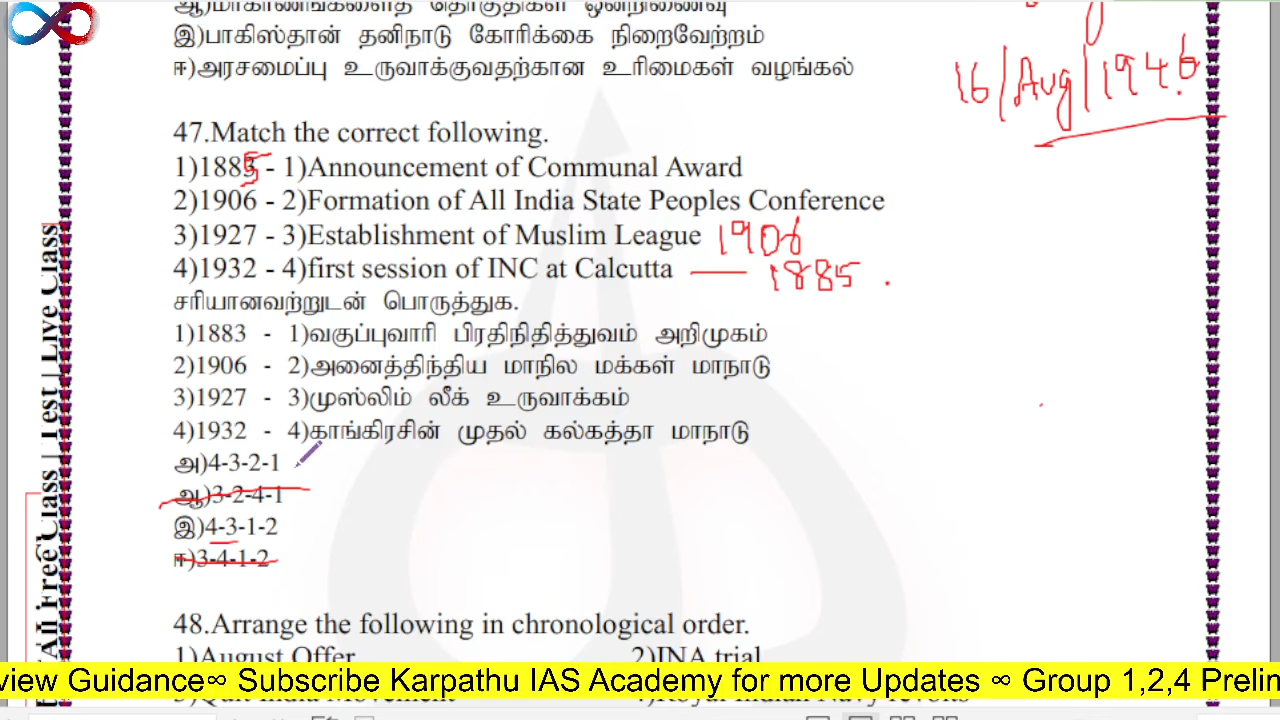 ஆ)மாகாணங்களைத் தொகுதிகள் ஒன்றிணைவு
இ)பாகிஸ்தான் தனிநாடு கோரிக்கை நிறைவேற்றம்
ஈ)அரசமைப்பு உருவாக்குவதற்கான உரிமைகள் வழங்கல்
16/Aug/1946
47.Match the correct following.
1)1885 - 1)Announcement of Communal Award
2)1906 - 2)Formation of All India State Peoples Conference
3)1927 - 3)Establishment of Muslim League 1906
4)1932 - 4)first session of INC at Calcutta — 1885 .
சரியானவற்றுடன் பொருத்துக.
1)1883 - 1)வகுப்புவாரி பிரதிநிதித்துவம் அறிமுகம்
2)1906 - 2)அனைத்திந்திய மாநில மக்கள் மாநாடு
3)1927 - 3)முஸ்லிம் லீக் உருவாக்கம்
4)1932 - 4)காங்கிரசின் முதல் கல்கத்தா மாநாடு
அ)4-3-2-1
ஆ)3-2-4-1
இ)4-3-1-2
ஈ)3-4-1-2
48.Arrange the following in chronological order.
1)August Offer 2)INA trial
All Free Class | Test | Live Class
view Guidance∞ Subscribe Karpathu IAS Academy for more Updates ∞ Group 1,2,4 Prelin